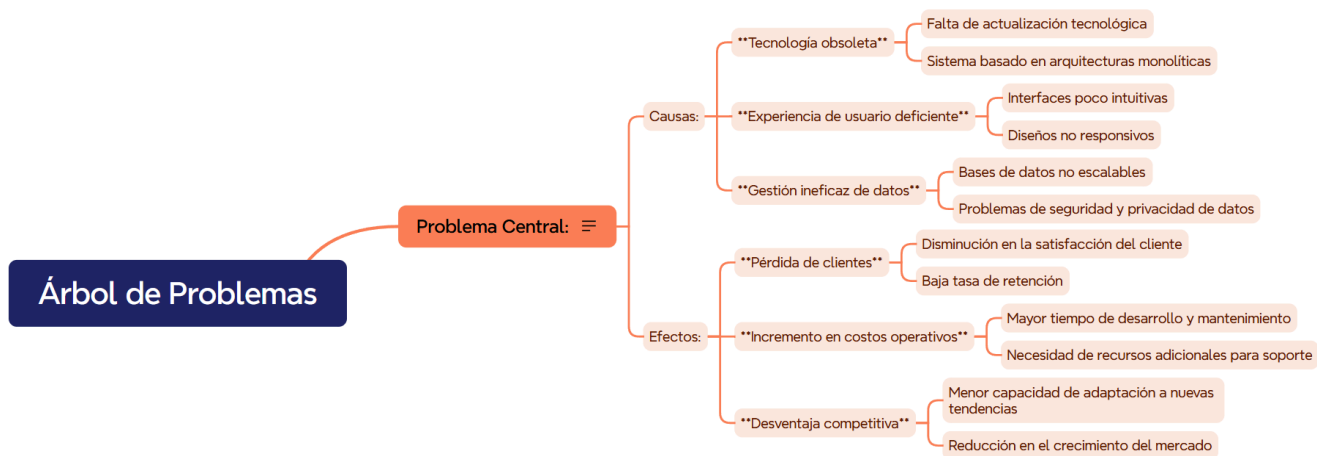 Árbol de Problemas
Problema Central:
Causas:
**Tecnología obsoleta**
Falta de actualización tecnológica
Sistema basado en arquitecturas monolíticas
**Experiencia de usuario deficiente**
Interfaces poco intuitivas
Diseños no responsivos
**Gestión ineficaz de datos**
Bases de datos no escalables
Problemas de seguridad y privacidad de datos
Efectos:
**Pérdida de clientes**
Disminución en la satisfacción del cliente
Baja tasa de retención
**Incremento en costos operativos**
Mayor tiempo de desarrollo y mantenimiento
Necesidad de recursos adicionales para soporte
**Desventaja competitiva**
Menor capacidad de adaptación a nuevas
tendencias
Reducción en el crecimiento del mercado